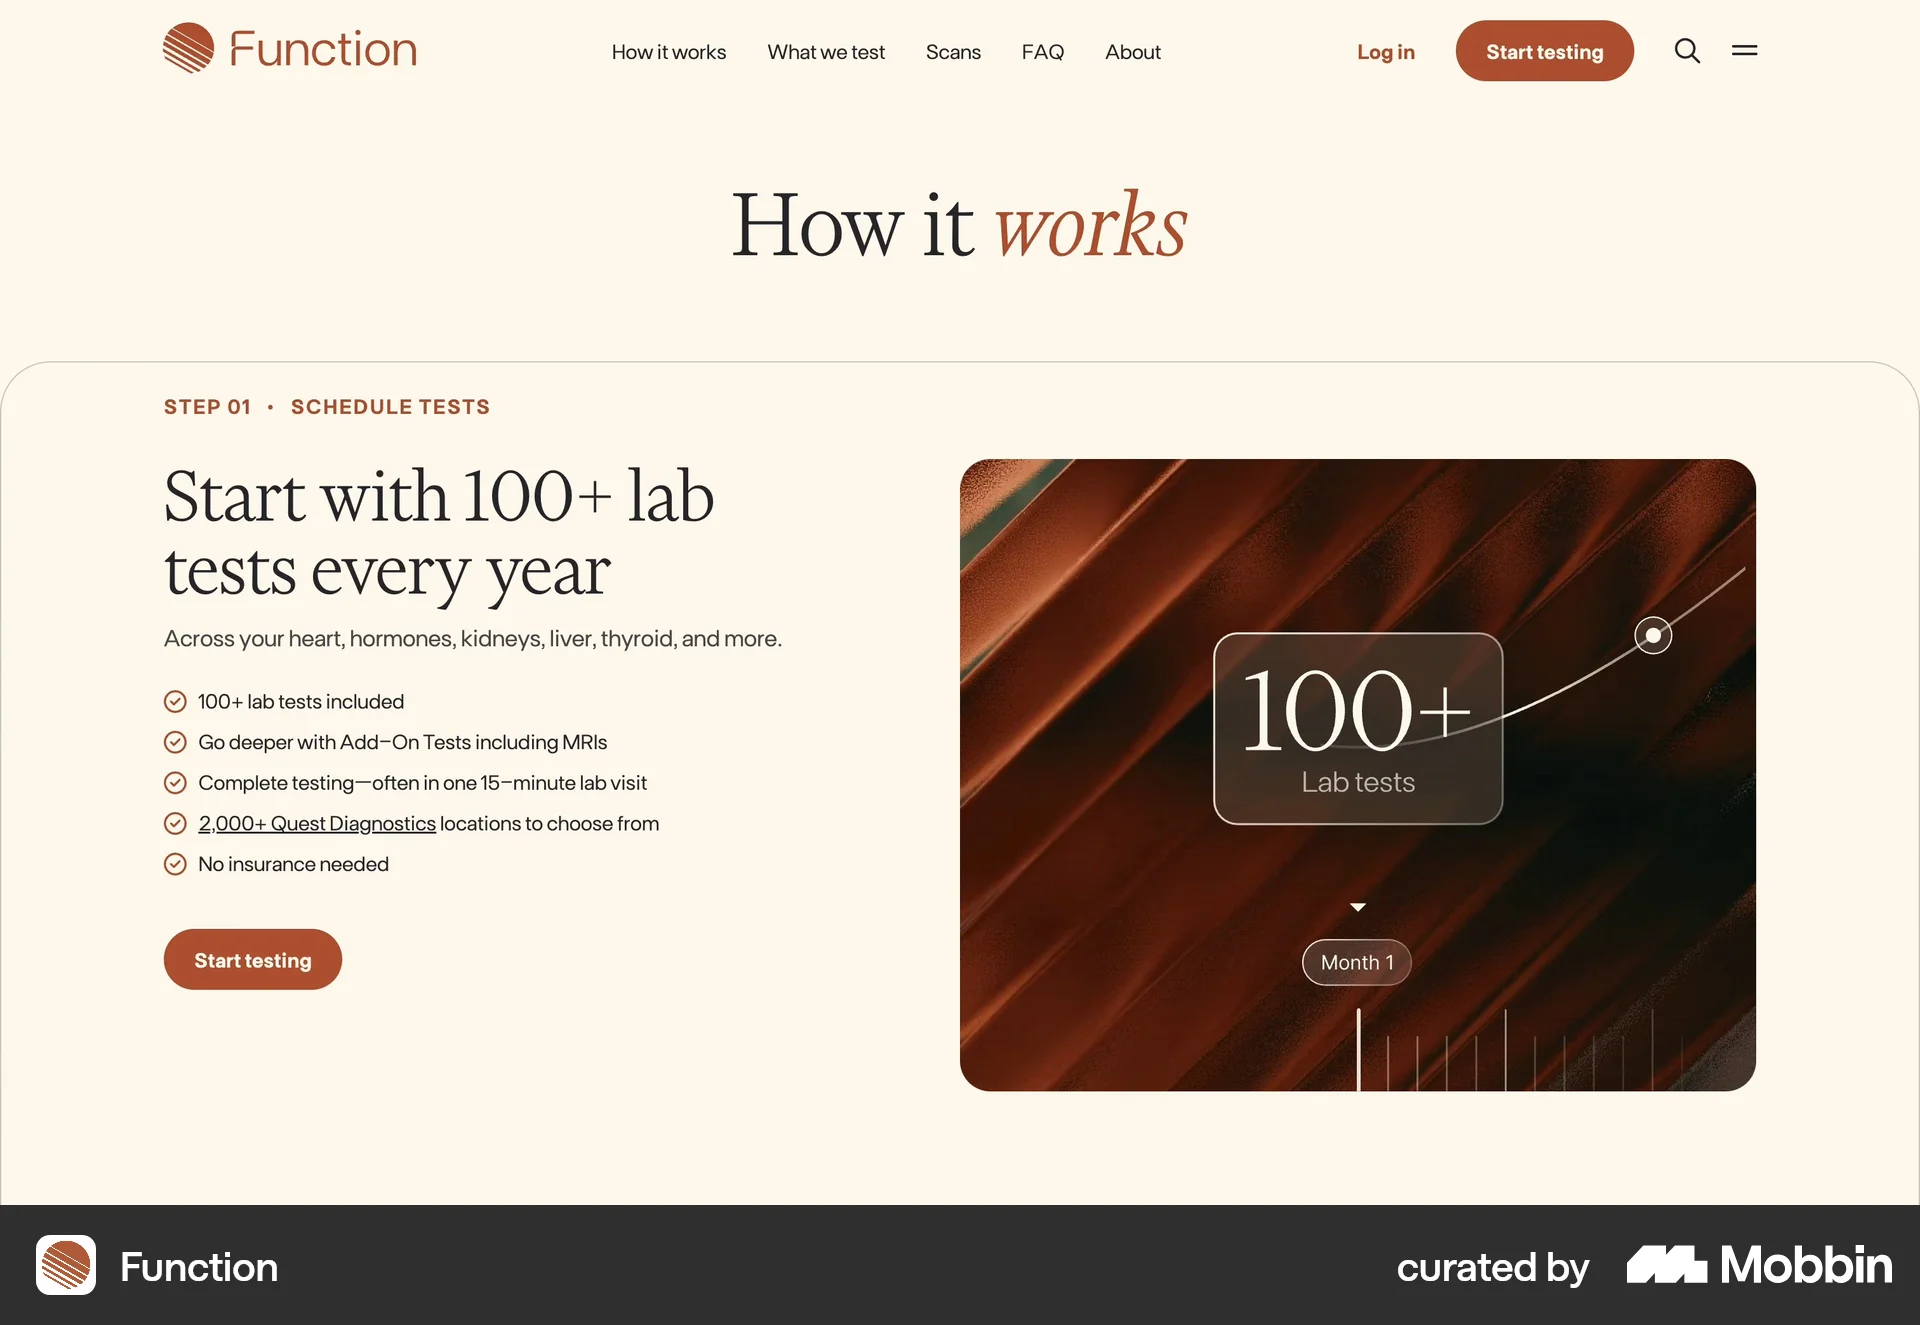 Function
How it works
What we test
Scans
FAQ
About
Log in
Start testing
How it works
STEP 01 • SCHEDULE TESTS
Start with 100+ lab
tests every year
Across your heart, hormones, kidneys, liver, thyroid, and more.
100+ lab tests included
Go deeper with Add–On Tests including MRIs
Complete testing—often in one 15–minute lab visit
2,000+ Quest Diagnostics locations to choose from
No insurance needed
Start testing
100+
Lab tests
Month 1
Function
curated by Mobbin